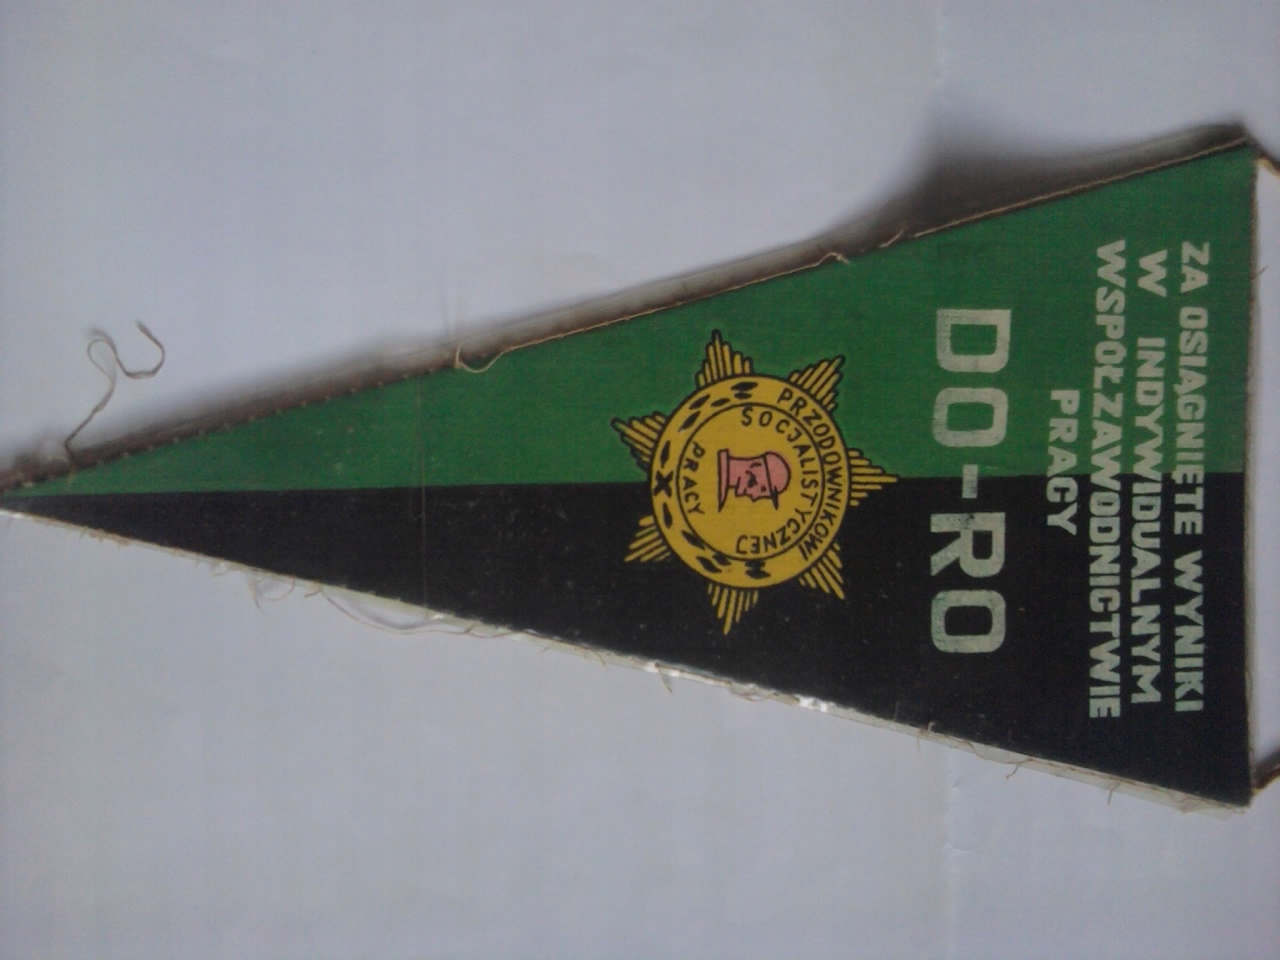 ZA OSIĄGNIĘTE WYNIKI
W INDYWIDUALNYM
WSPÓŁZAWODNICTWIE
PRACY
DO-RO
PRZODOWNIKOWI
SOCJALISTYCZNEJ
PRACY